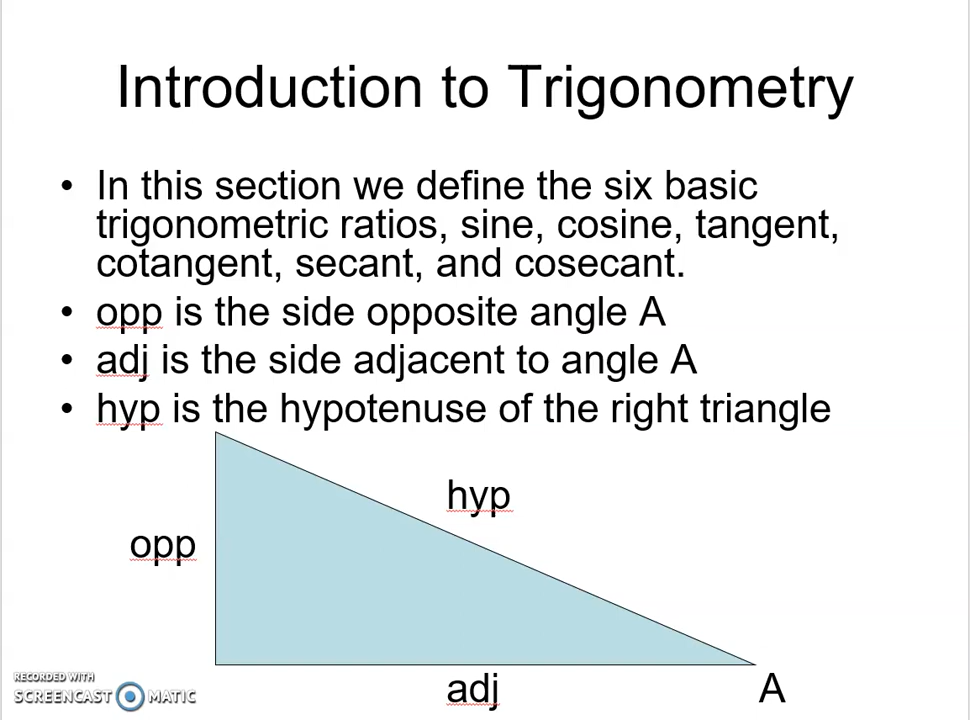 Introduction to Trigonometry
• In this section we define the six basic
trigonometric ratios, sine, cosine, tangent,
cotangent, secant, and cosecant.
• opp is the side opposite angle A
• adj is the side adjacent to angle A
• hyp is the hypotenuse of the right triangle
hyp
opp
adj
A
RECORDED WITH
SCREENCAST MATIC